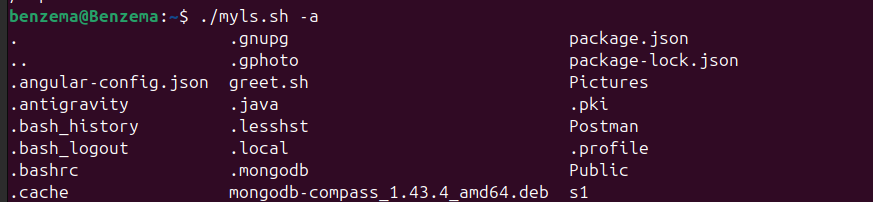 benzema@Benzema:~$ ./myls.sh -a
. .gnupg package.json
.. .gphoto package-lock.json
.angular-config.json greet.sh Pictures
.antigravity .java .pki
.bash_history .lesshst Postman
.bash_logout .local .profile
.bashrc .mongodb Public
.cache mongodb-compass_1.43.4_amd64.deb s1